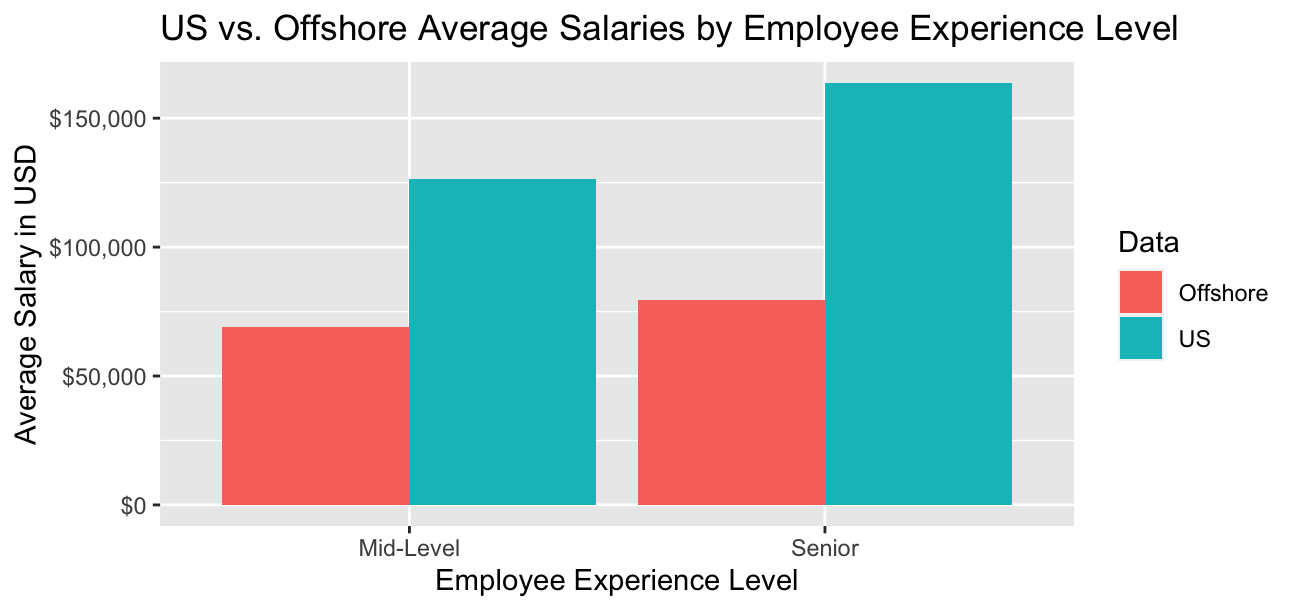 US vs. Offshore Average Salaries by Employee Experience Level
Average Salary in USD
$150,000
$100,000
$50,000
$0
Mid-Level Senior
Employee Experience Level
Data
Offshore
US